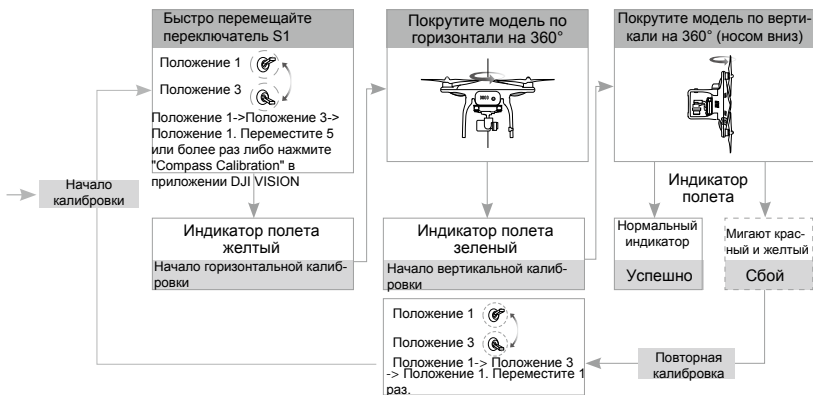 Быстро перемещайте
переключатель S1
Положение 1
Положение 3
Положение 1->Положение 3->
Положение 1. Переместите 5
или более раз либо нажмите
"Compass Calibration" в
приложении DJI VISION
Покрутите модель по
горизонтали на 360°
Покрутите модель по верти-
кали на 360° (носом вниз)
Начало
калибровки
Индикатор полета
желтый
Начало горизонтальной калиб-
ровки
Индикатор полета
зеленый
Начало вертикальной калиб-
ровки
Индикатор
полета
Нормальный
индикатор
Успешно
Мигают крас-
ный и желтый
Сбой
Положение 1
Положение 3
Положение 1-> Положение 3
-> Положение 1. Переместите 1
раз.
Повторная
калибровка